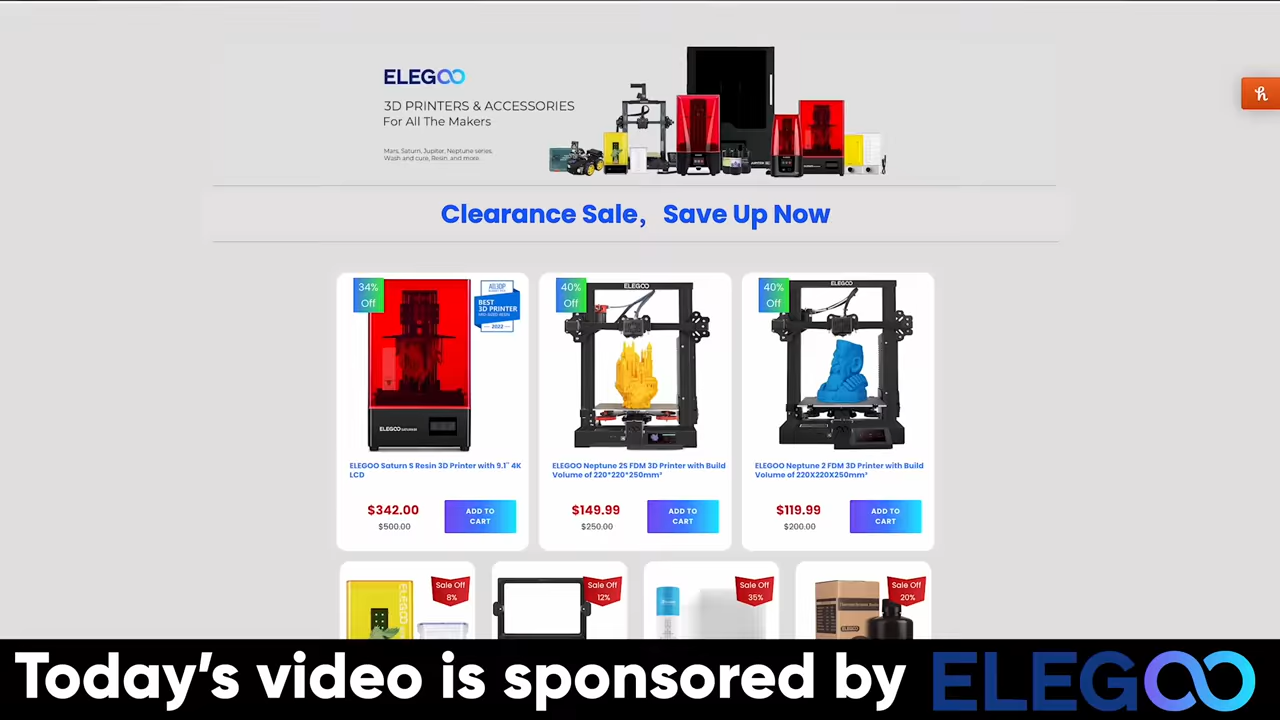 ELEGOO
3D PRINTERS & ACCESSORIES
For All The Makers
Mars, Saturn, Jupiter, Neptune series,
Wash and cure, Resin, and more.
Clearance Sale， Save Up Now
34%
Off
BEST
3D PRINTER
2022
ELEGOO
ELEGOO Saturn S Resin 3D Printer with 9.1" 4K
LCD
$342.00
$500.00
ADD TO
CART
40%
Off
ELEGOO
ELEGOO Neptune 2S FDM 3D Printer with Build
Volume of 220*220*250mm³
$149.99
$250.00
ADD TO
CART
40%
Off
ELEGOO
ELEGOO Neptune 2 FDM 3D Printer with Build
Volume of 220X220X250mm³
$119.99
$200.00
ADD TO
CART
Sale Off
8%
ELEGOO
Sale Off
12%
Sale Off
35%
Sale Off
20%
ELEGOO
Today's video is sponsored by ELEGOO